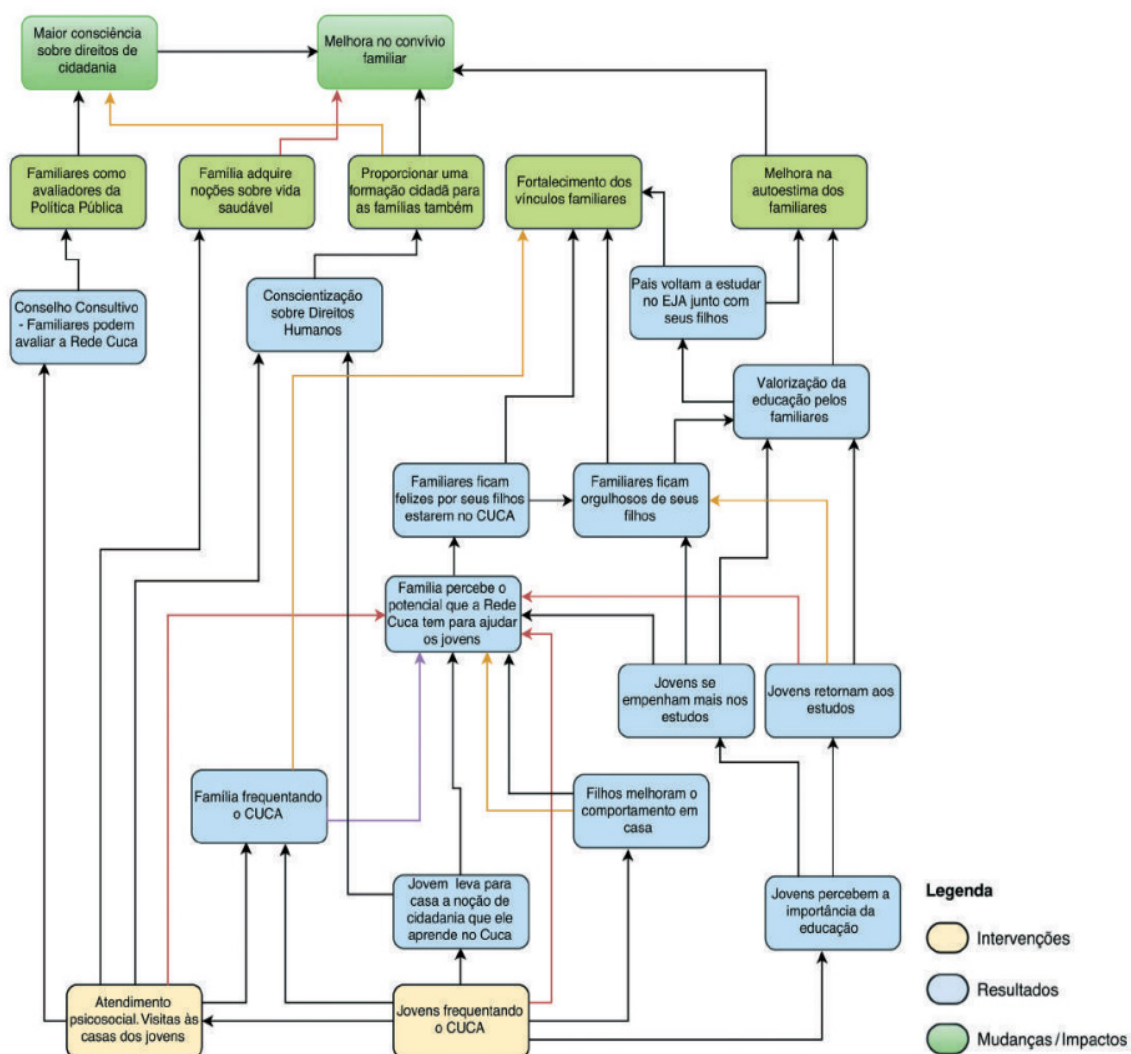 Maior consciência
sobre direitos de
cidadania
Melhora no convívio
familiar
Familiares como
avaliadores da
Política Pública
Família adquire
noções sobre vida
saudável
Proporcionar uma
formação cidadã para
as famílias também
Fortalecimento dos
vínculos familiares
Melhora na
autoestima dos
familiares
Conselho Consultivo
- Familiares podem
avaliar a Rede Cuca
Conscientização
sobre Direitos
Humanos
Pais voltam a estudar
no EJA junto com
seus filhos
Valorização da
educação pelos
familiares
Familiares ficam
felizes por seus filhos
estarem no CUCA
Familiares ficam
orgulhosos de seus
filhos
Família percebe o
potencial que a Rede
Cuca tem para ajudar
os jovens
Jovens se
empenham mais nos
estudos
Jovens retornam aos
estudos
Família frequentando
o CUCA
Filhos melhoram o
comportamento em
casa
Jovem leva para
casa a noção de
cidadania que ele
aprende no Cuca
Jovens percebem a
importância da
educação
Atendimento
psicosocial. Visitas às
casas dos jovens
Jovens frequentando
o CUCA
Legenda
Intervenções
Resultados
Mudanças/Impactos